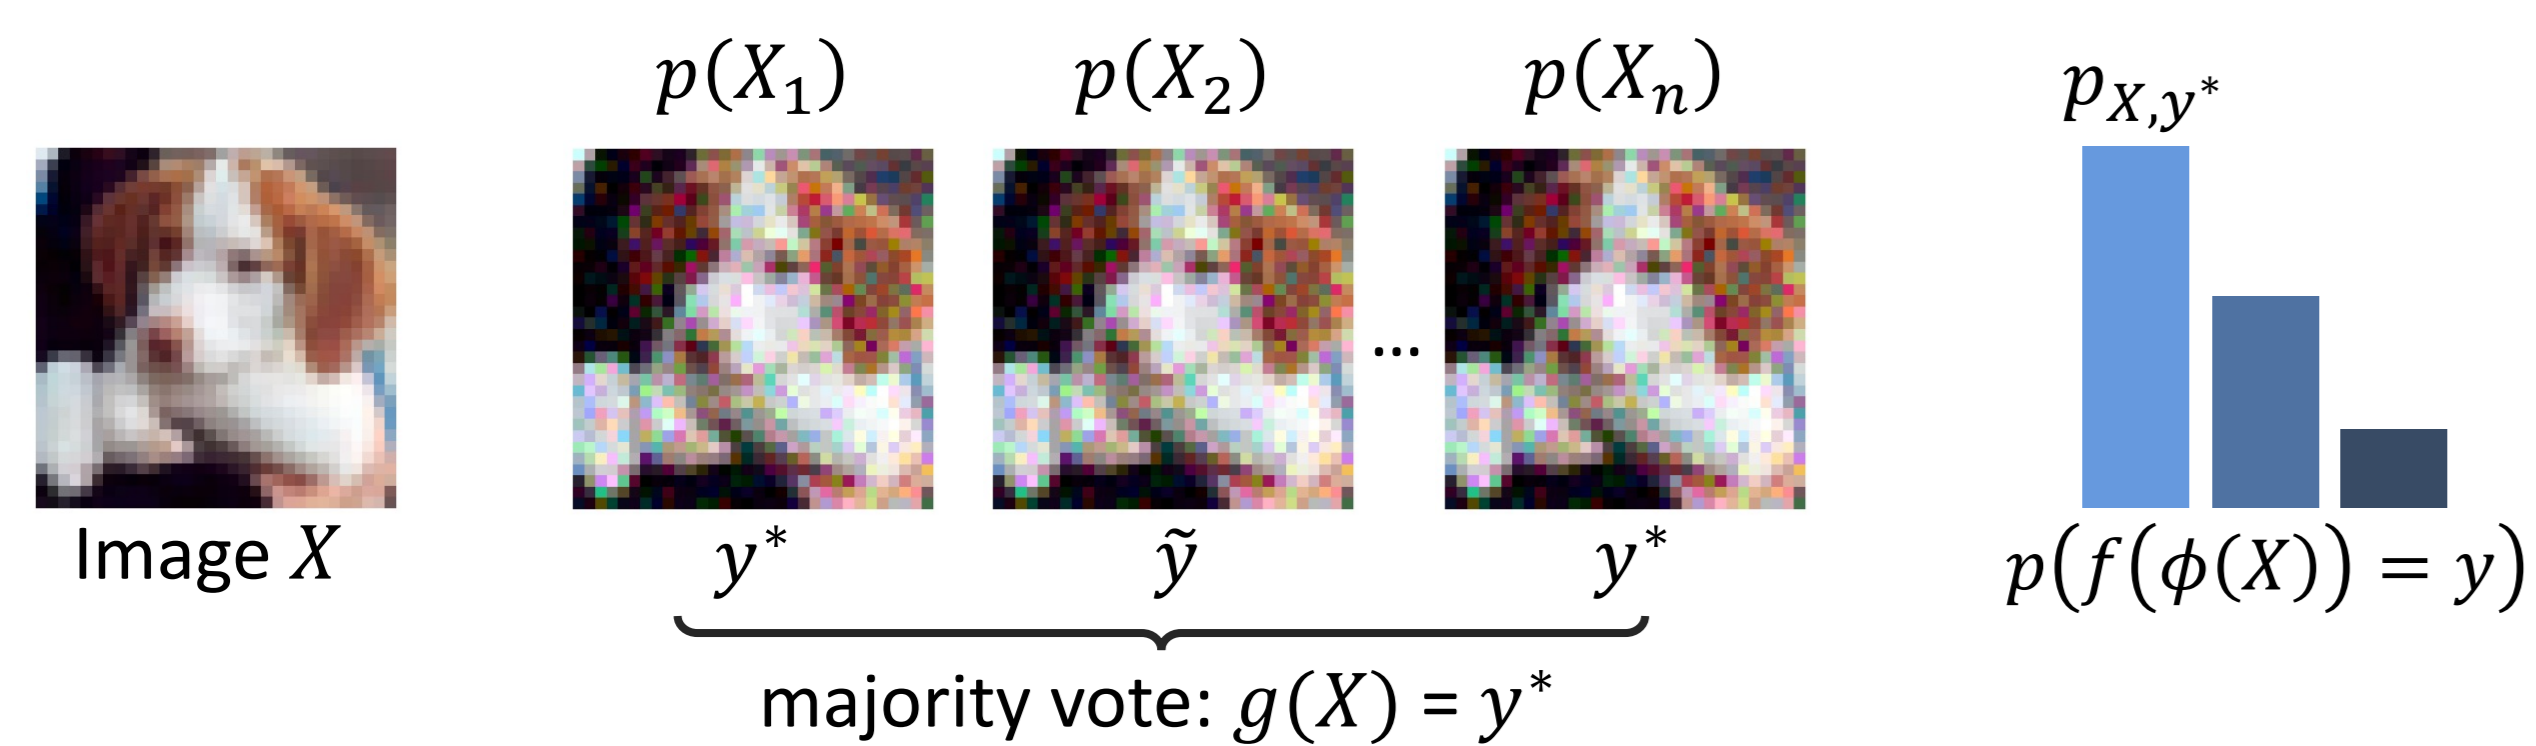 p(X₁) p(X₂) p(Xₙ)
p_{X,y*}
...
Image X
y* ỹ y*
p(f(ϕ(X)) = y)
majority vote: g(X) = y*